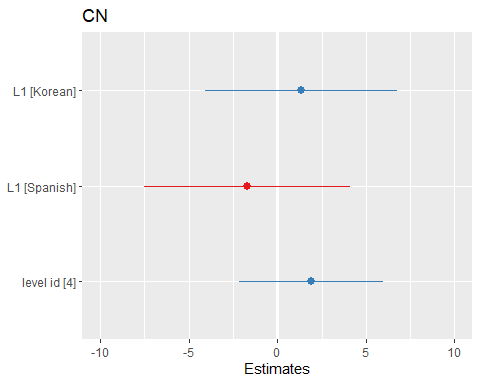 CN
L1 [Korean]
L1 [Spanish]
level id [4]
-10 -5 0 5 10
Estimates